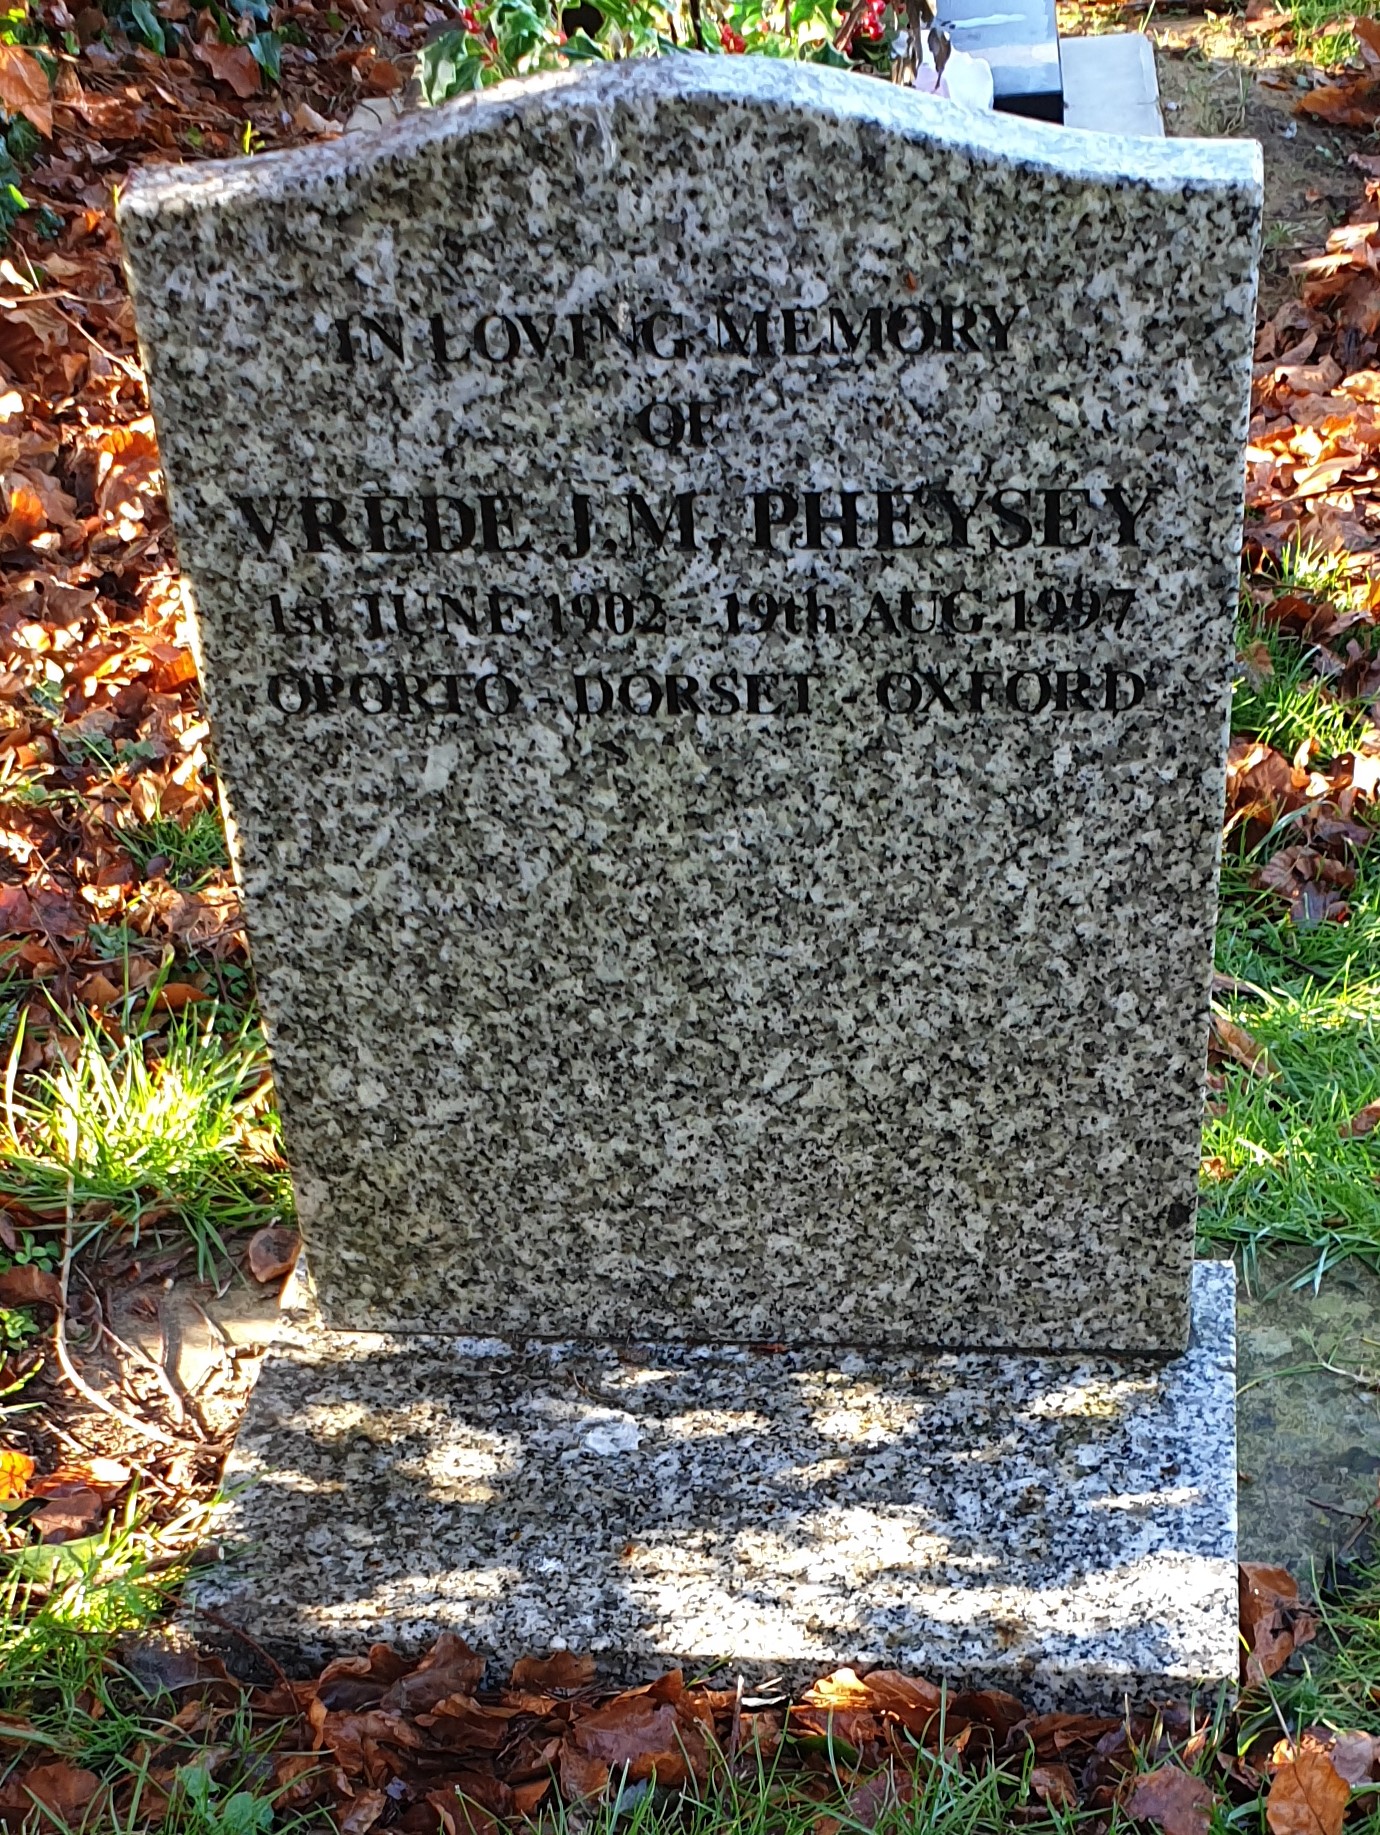 IN LOVING MEMORY
OF
VREDE J.M. PHEYSEY
1st JUNE 1902 - 19th AUG. 1997
OPORTO - DORSET - OXFORD